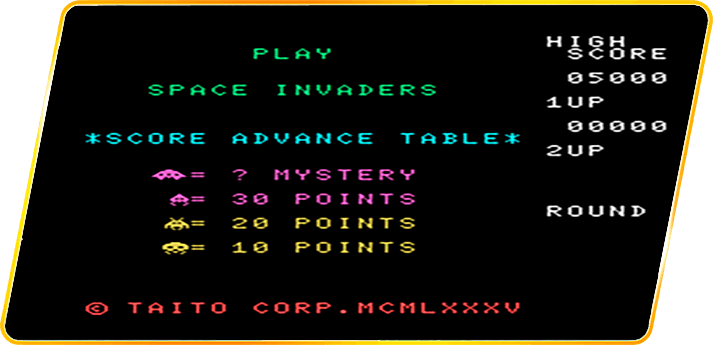 PLAY
SPACE INVADERS
*SCORE ADVANCE TABLE*
= ? MYSTERY
= 30 POINTS
= 20 POINTS
= 10 POINTS
© TAITO CORP.MCMLXXXV
HIGH
SCORE
05000
1UP
00000
2UP
ROUND